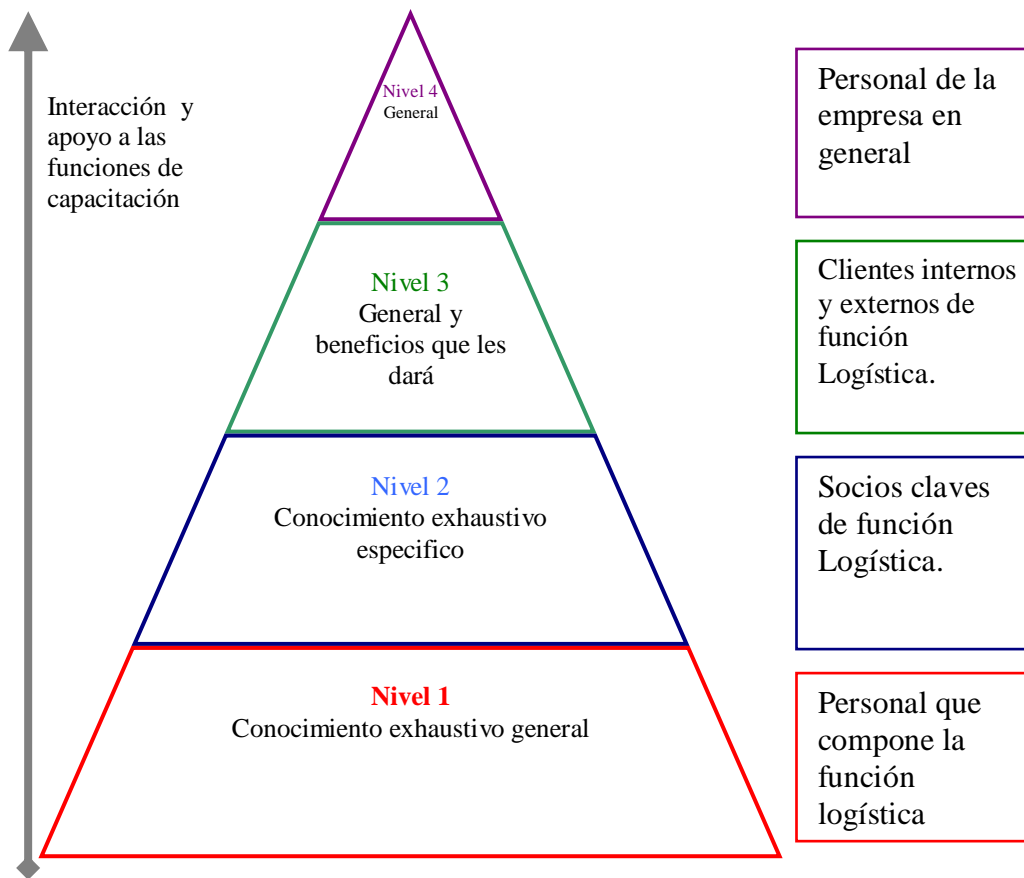 Interacción y
apoyo a las
funciones de
capacitación
Nivel 4
General
Personal de la
empresa en
general
Nivel 3
General y
beneficios que les
dará
Clientes internos
y externos de
función
Logística.
Nivel 2
Conocimiento exhaustivo
especifico
Socios claves
de función
Logística.
Nivel 1
Conocimiento exhaustivo general
Personal que
compone la
función
logística